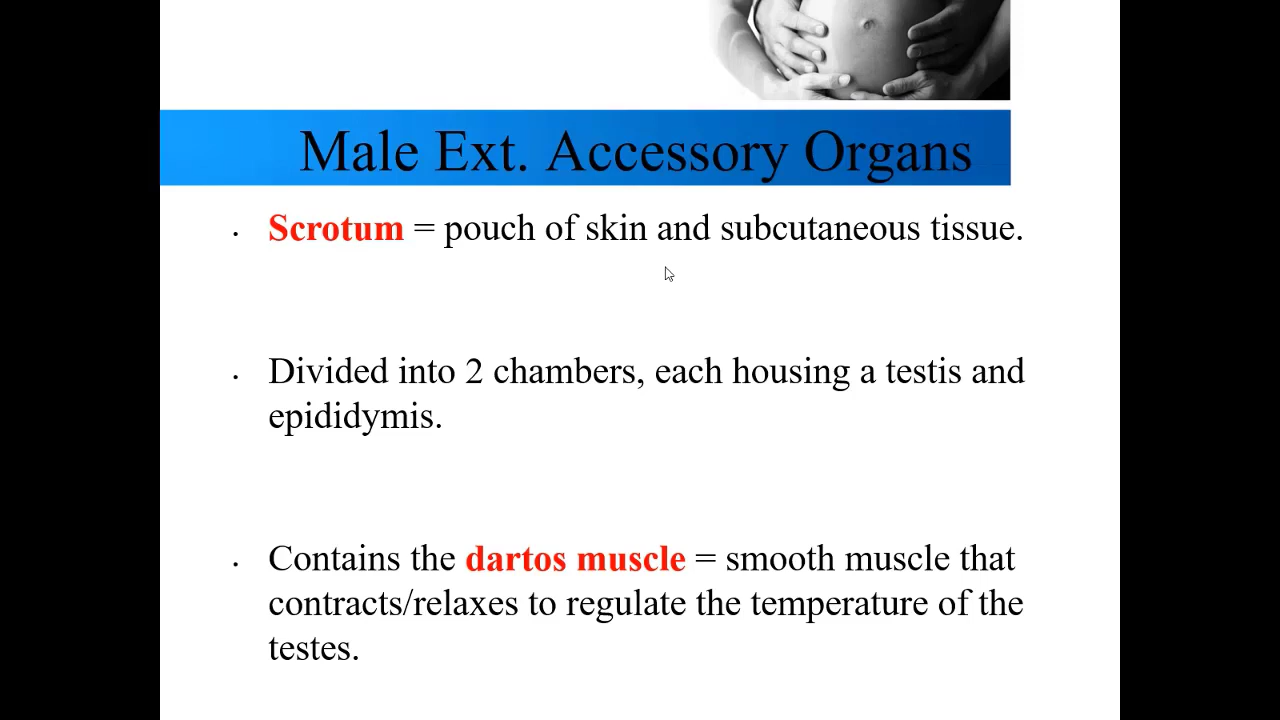 Male Ext. Accessory Organs
• Scrotum = pouch of skin and subcutaneous tissue.
• Divided into 2 chambers, each housing a testis and
epididymis.
• Contains the dartos muscle = smooth muscle that
contracts/relaxes to regulate the temperature of the
testes.